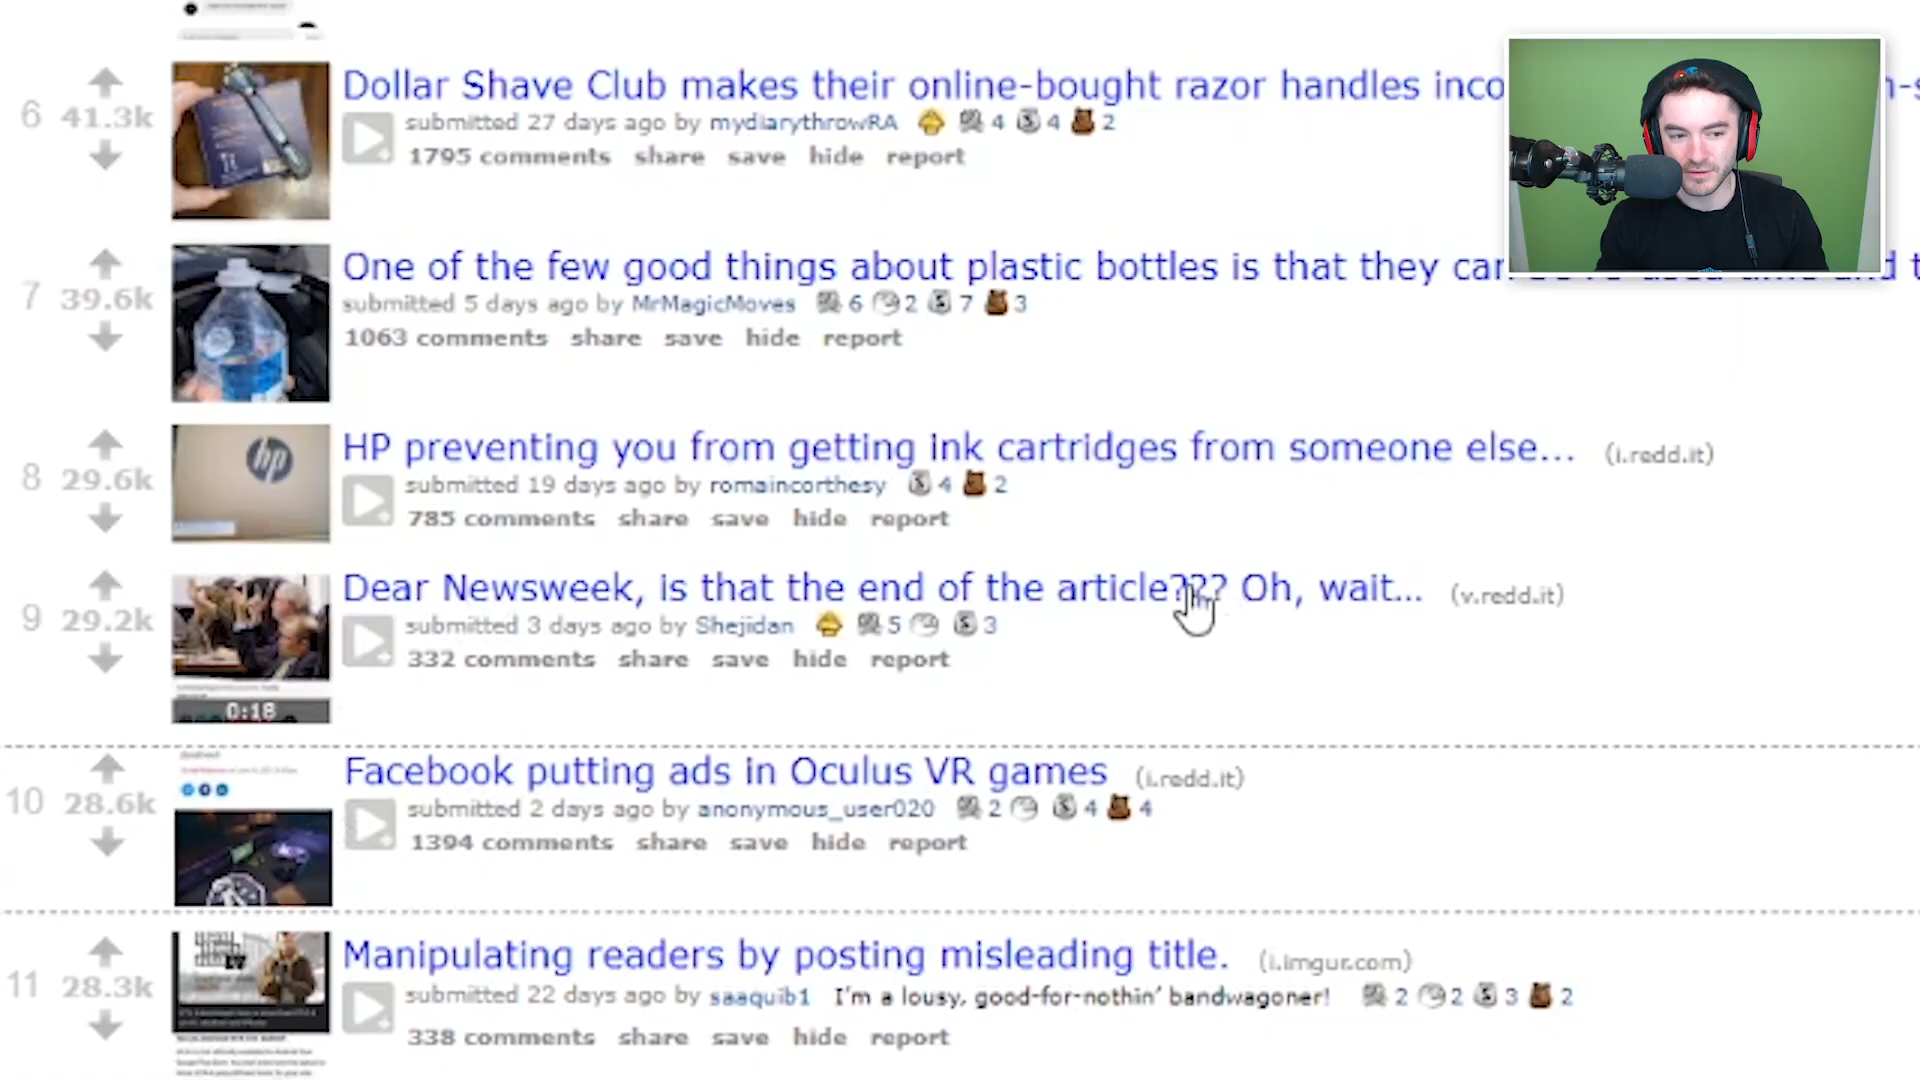 6 41.3k
Dollar Shave Club makes their online-bought razor handles inco
submitted 27 days ago by mydiarythrowRA 4 4 2
1795 comments share save hide report
7 39.6k
One of the few good things about plastic bottles is that they can
submitted 5 days ago by MrMagicMoves 6 2 7 3
1063 comments share save hide report
8 29.6k
HP preventing you from getting ink cartridges from someone else... (i.redd.it)
submitted 19 days ago by romaincorthesy 4 2
785 comments share save hide report
hp
9 29.2k
Dear Newsweek, is that the end of the article??? Oh, wait... (v.redd.it)
submitted 3 days ago by Shejidan 5 3
332 comments share save hide report
0:18
10 28.6k
Facebook putting ads in Oculus VR games (i.redd.it)
submitted 2 days ago by anonymous_user020 2 4 4
1394 comments share save hide report
11 28.3k
Manipulating readers by posting misleading title. (i.imgur.com)
submitted 22 days ago by saaquib1 I'm a lousy, good-for-nothin' bandwagoner! 2 2 3 2
338 comments share save hide report